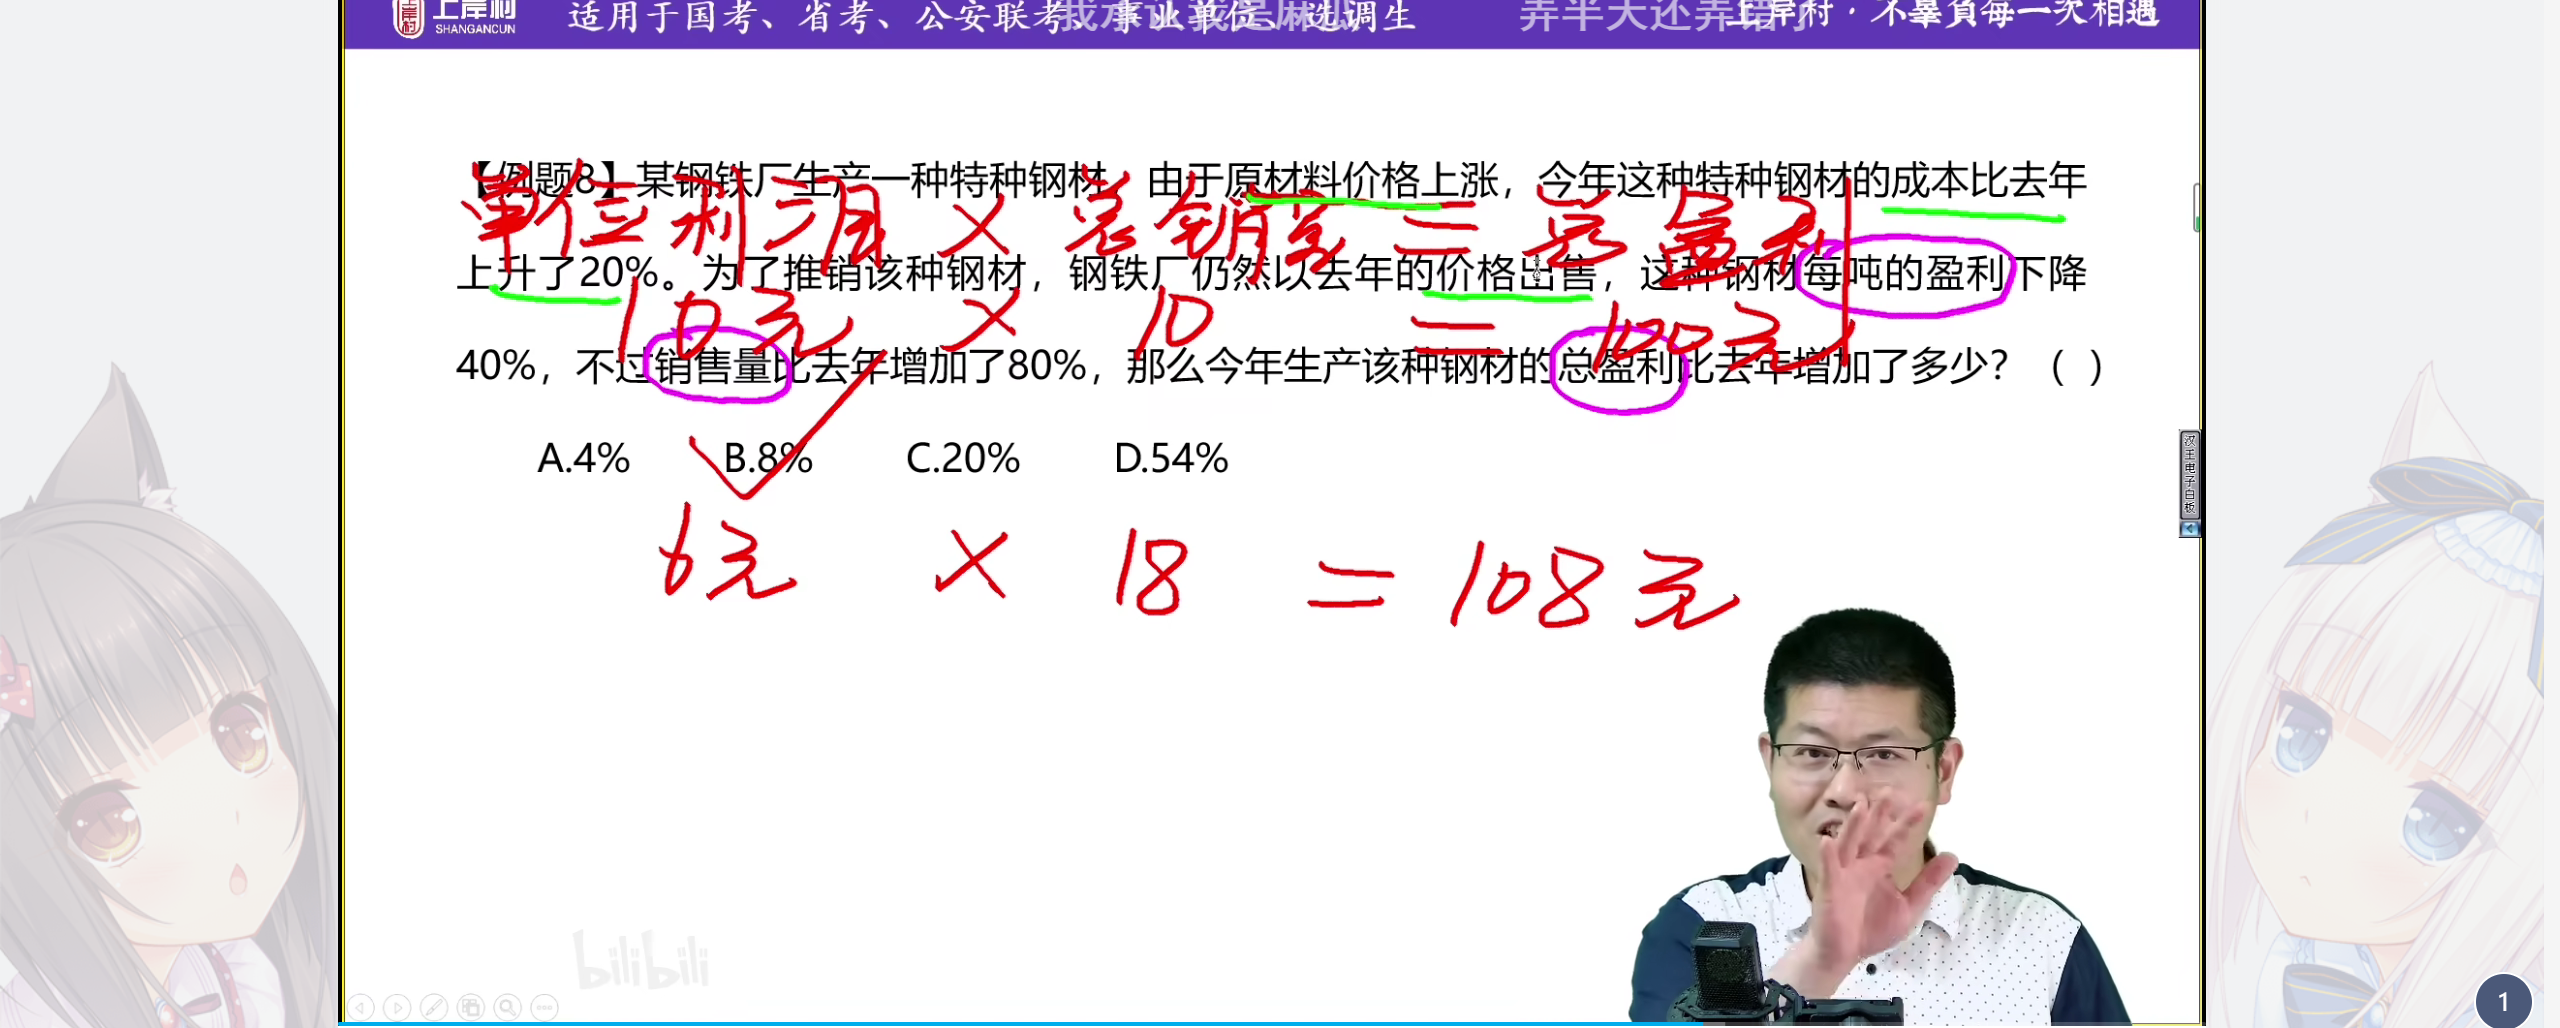 上岸村
SHANGANCUN
适用于国考、省考、公安联考、事业单位、选调生
弄半天还弄错了
上岸村·不辜負每一次相遇
【例题8】某钢铁厂生产一种特种钢材,由于原材料价格上涨,今年这种特种钢材的成本比去年
单位利润 × 总销量 = 总盈利
上升了20%。为了推销该种钢材,钢铁厂仍然以去年的价格出售,这种钢材每吨的盈利下降
10元 × 10 = 100元
40%,不过销售量比去年增加了80%,那么今年生产该种钢材的总盈利比去年增加了多少?( )
A.4% B.8% C.20% D.54%
6元 × 18 = 108元
汉王电子白板
bilibili
1